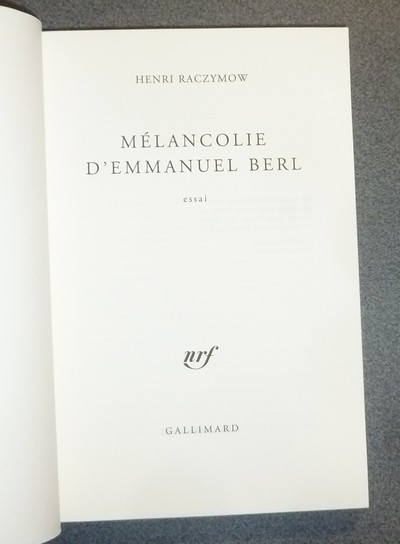 HENRI RACZYMOW
MÉLANCOLIE
D'EMMANUEL BERL
essai
nrf
GALLIMARD